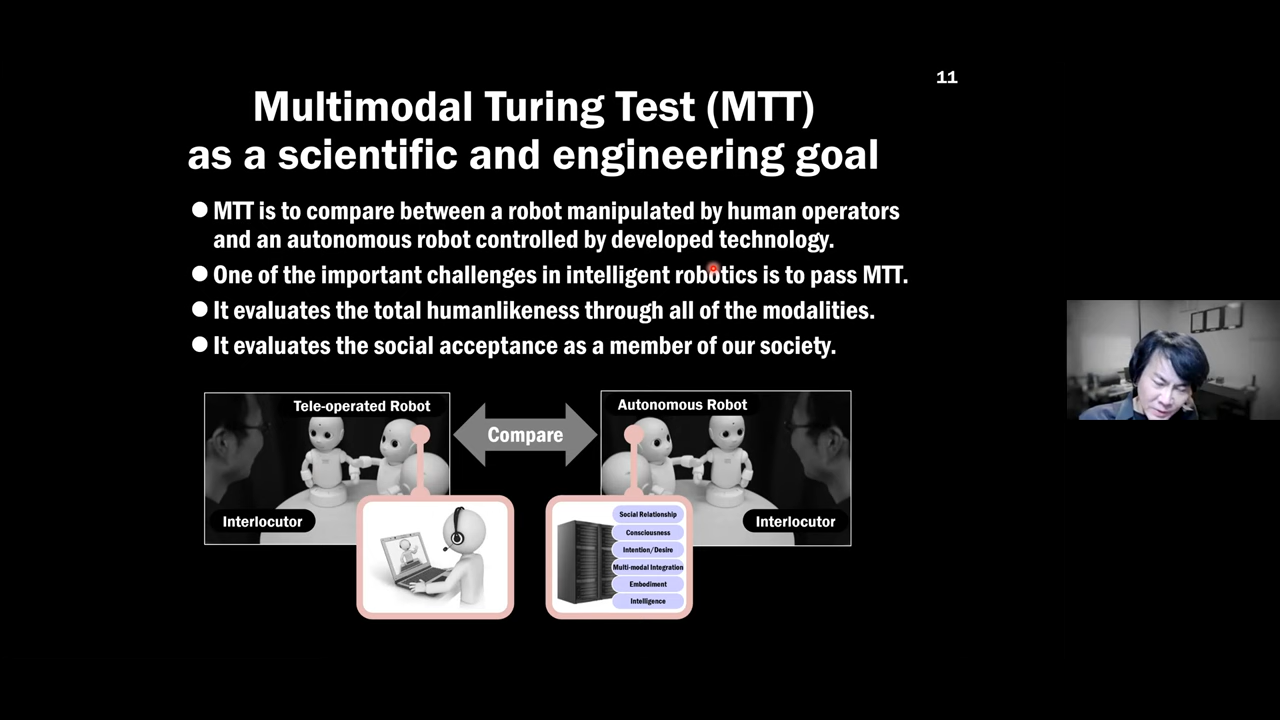 11
Multimodal Turing Test (MTT)
as a scientific and engineering goal
MTT is to compare between a robot manipulated by human operators
and an autonomous robot controlled by developed technology.
One of the important challenges in intelligent robotics is to pass MTT.
It evaluates the total humanlikeness through all of the modalities.
It evaluates the social acceptance as a member of our society.
Tele-operated Robot
Compare
Autonomous Robot
Interlocutor
Interlocutor
Social Relationship
Consciousness
Intention/Desire
Multi-modal Integration
Embodiment
Intelligence